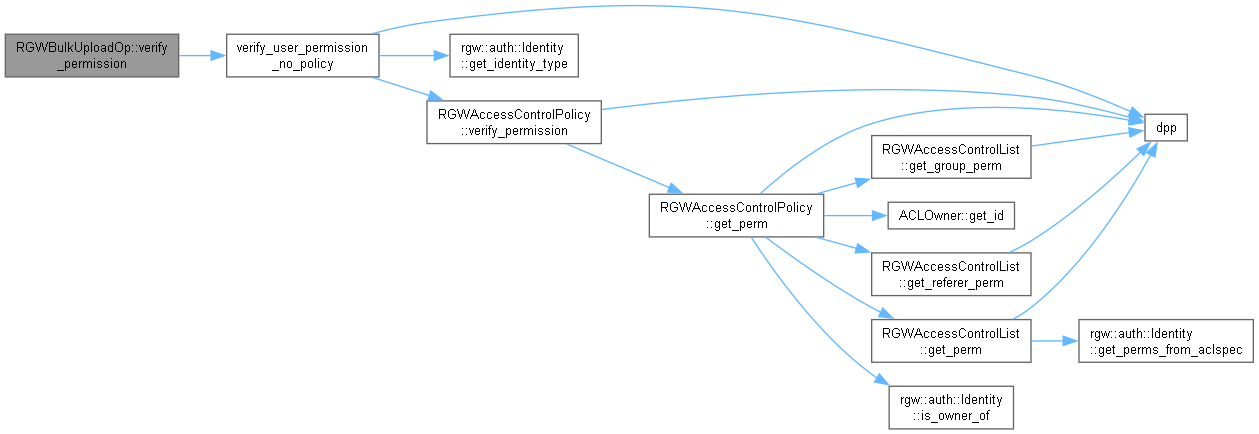 RGWBulkUploadOp::verify
_permission
verify_user_permission
_no_policy
rgw::auth::Identity
::get_identity_type
RGWAccessControlPolicy
::verify_permission
dpp
RGWAccessControlList
::get_group_perm
RGWAccessControlPolicy
::get_perm
ACLOwner::get_id
RGWAccessControlList
::get_referer_perm
RGWAccessControlList
::get_perm
rgw::auth::Identity
::get_perms_from_aclspec
rgw::auth::Identity
::is_owner_of